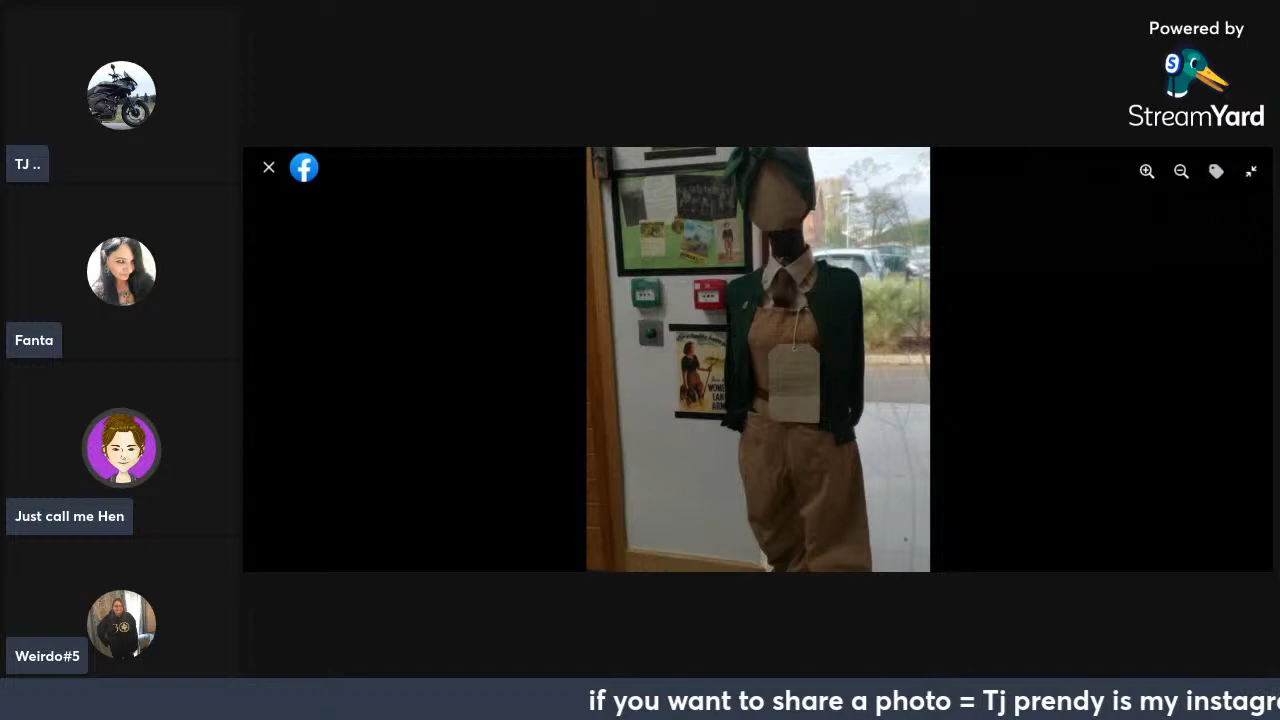 Powered by
StreamYard
TJ ..
Fanta
Just call me Hen
Weirdo#5
if you want to share a photo = Tj prendy is my instagr